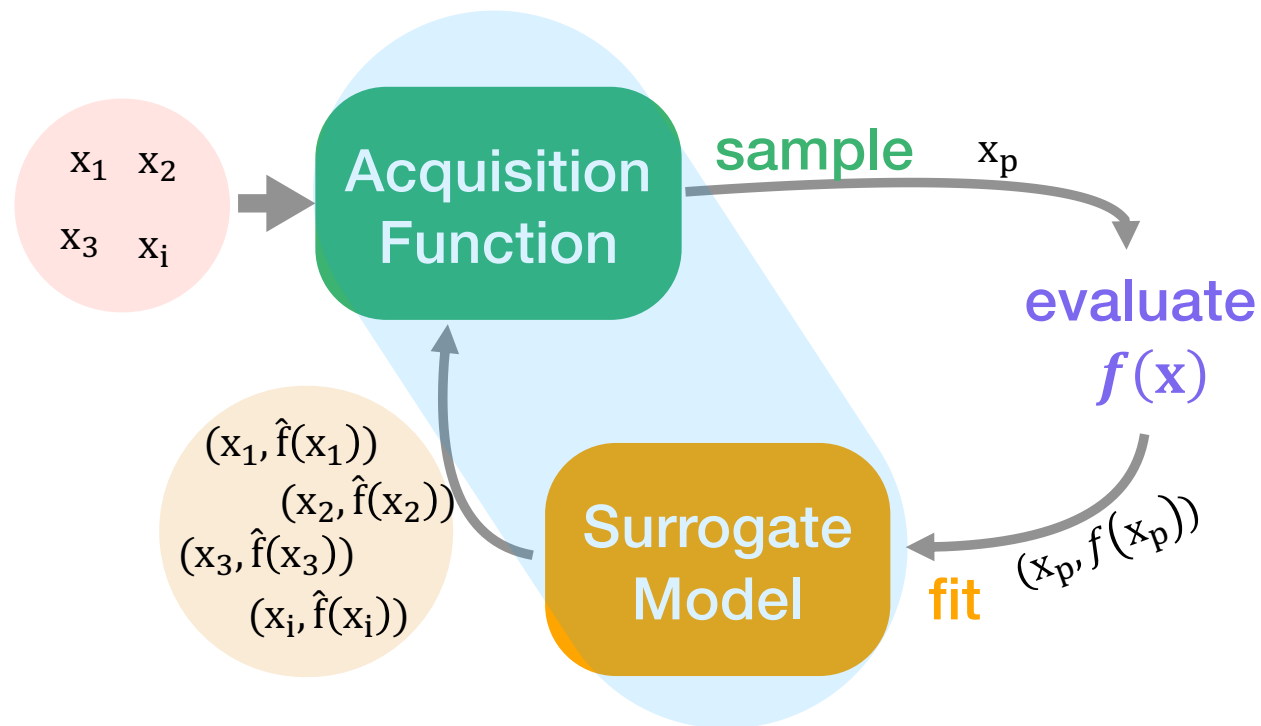 x₁ x₂
x₃ xᵢ
Acquisition
Function
sample xₚ
evaluate
f(x)
(xₚ, f(xₚ))
fit
Surrogate
Model
(x₁, f̂(x₁))
(x₂, f̂(x₂))
(x₃, f̂(x₃))
(xᵢ, f̂(xᵢ))